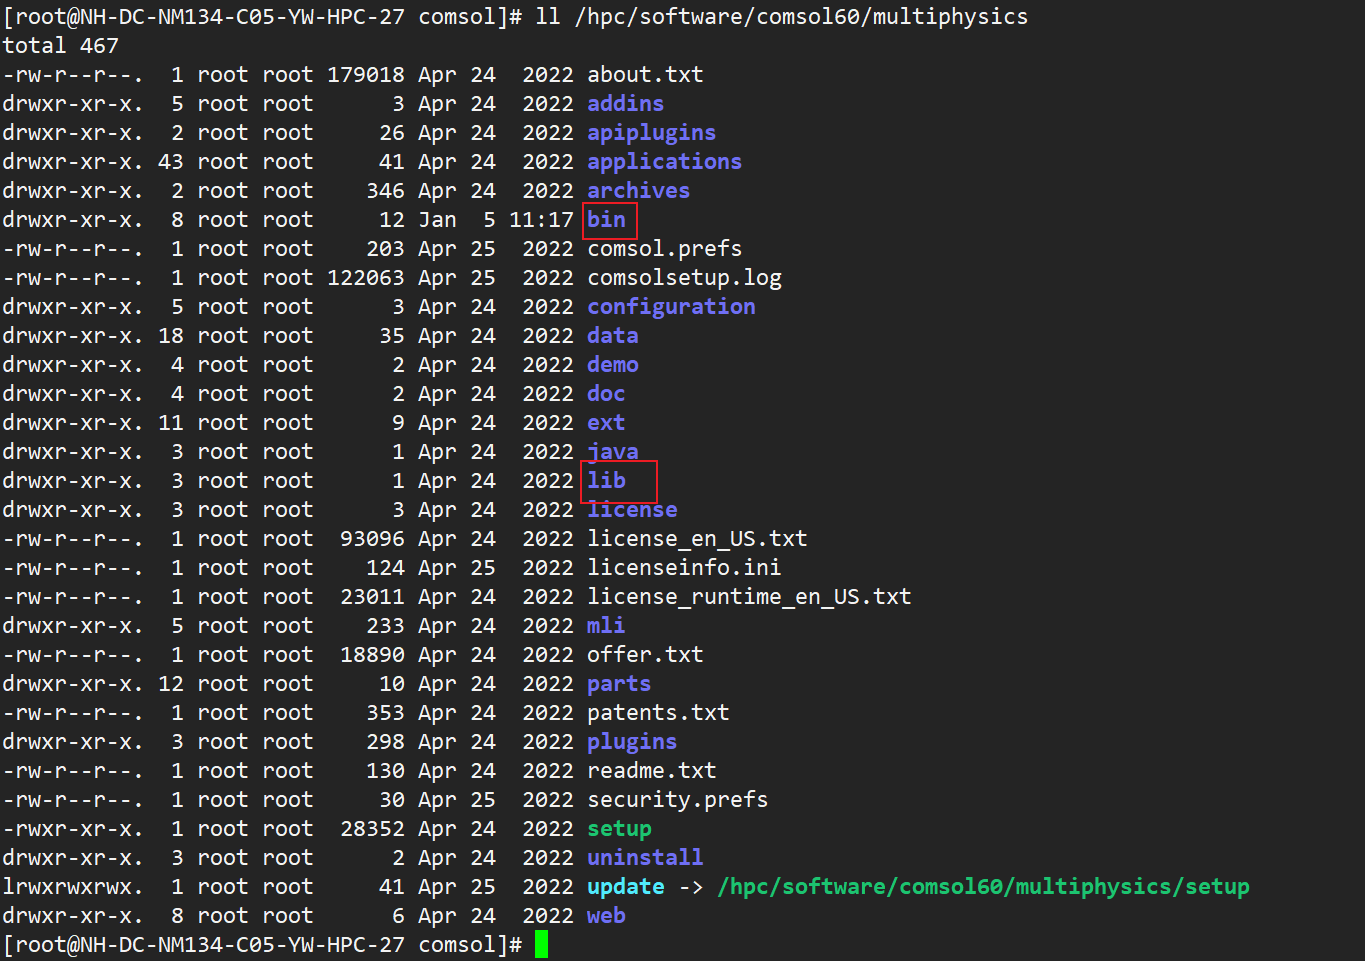 [root@NH-DC-NM134-C05-YW-HPC-27 comsol]# ll /hpc/software/comsol60/multiphysics
total 467
-rw-r--r--.  1 root root 179018 Apr 24  2022 about.txt
drwxr-xr-x.  5 root root      3 Apr 24  2022 addins
drwxr-xr-x.  2 root root     26 Apr 24  2022 apiplugins
drwxr-xr-x. 43 root root     41 Apr 24  2022 applications
drwxr-xr-x.  2 root root    346 Apr 24  2022 archives
drwxr-xr-x.  8 root root     12 Jan  5 11:17 bin
-rw-r--r--.  1 root root    203 Apr 25  2022 comsol.prefs
-rw-r--r--.  1 root root 122063 Apr 25  2022 comsolsetup.log
drwxr-xr-x.  5 root root      3 Apr 24  2022 configuration
drwxr-xr-x. 18 root root     35 Apr 24  2022 data
drwxr-xr-x.  4 root root      2 Apr 24  2022 demo
drwxr-xr-x.  4 root root      2 Apr 24  2022 doc
drwxr-xr-x. 11 root root      9 Apr 24  2022 ext
drwxr-xr-x.  3 root root      1 Apr 24  2022 java
drwxr-xr-x.  3 root root      1 Apr 24  2022 lib
drwxr-xr-x.  3 root root      3 Apr 24  2022 license
-rw-r--r--.  1 root root  93096 Apr 24  2022 license_en_US.txt
-rw-r--r--.  1 root root    124 Apr 25  2022 licenseinfo.ini
-rw-r--r--.  1 root root  23011 Apr 24  2022 license_runtime_en_US.txt
drwxr-xr-x.  5 root root    233 Apr 24  2022 mli
-rw-r--r--.  1 root root  18890 Apr 24  2022 offer.txt
drwxr-xr-x. 12 root root     10 Apr 24  2022 parts
-rw-r--r--.  1 root root    353 Apr 24  2022 patents.txt
drwxr-xr-x.  3 root root    298 Apr 24  2022 plugins
-rw-r--r--.  1 root root    130 Apr 24  2022 readme.txt
-rw-r--r--.  1 root root     30 Apr 25  2022 security.prefs
-rwxr-xr-x.  1 root root  28352 Apr 24  2022 setup
drwxr-xr-x.  3 root root      2 Apr 24  2022 uninstall
lrwxrwxrwx.  1 root root     41 Apr 25  2022 update -> /hpc/software/comsol60/multiphysics/setup
drwxr-xr-x.  8 root root      6 Apr 24  2022 web
[root@NH-DC-NM134-C05-YW-HPC-27 comsol]#